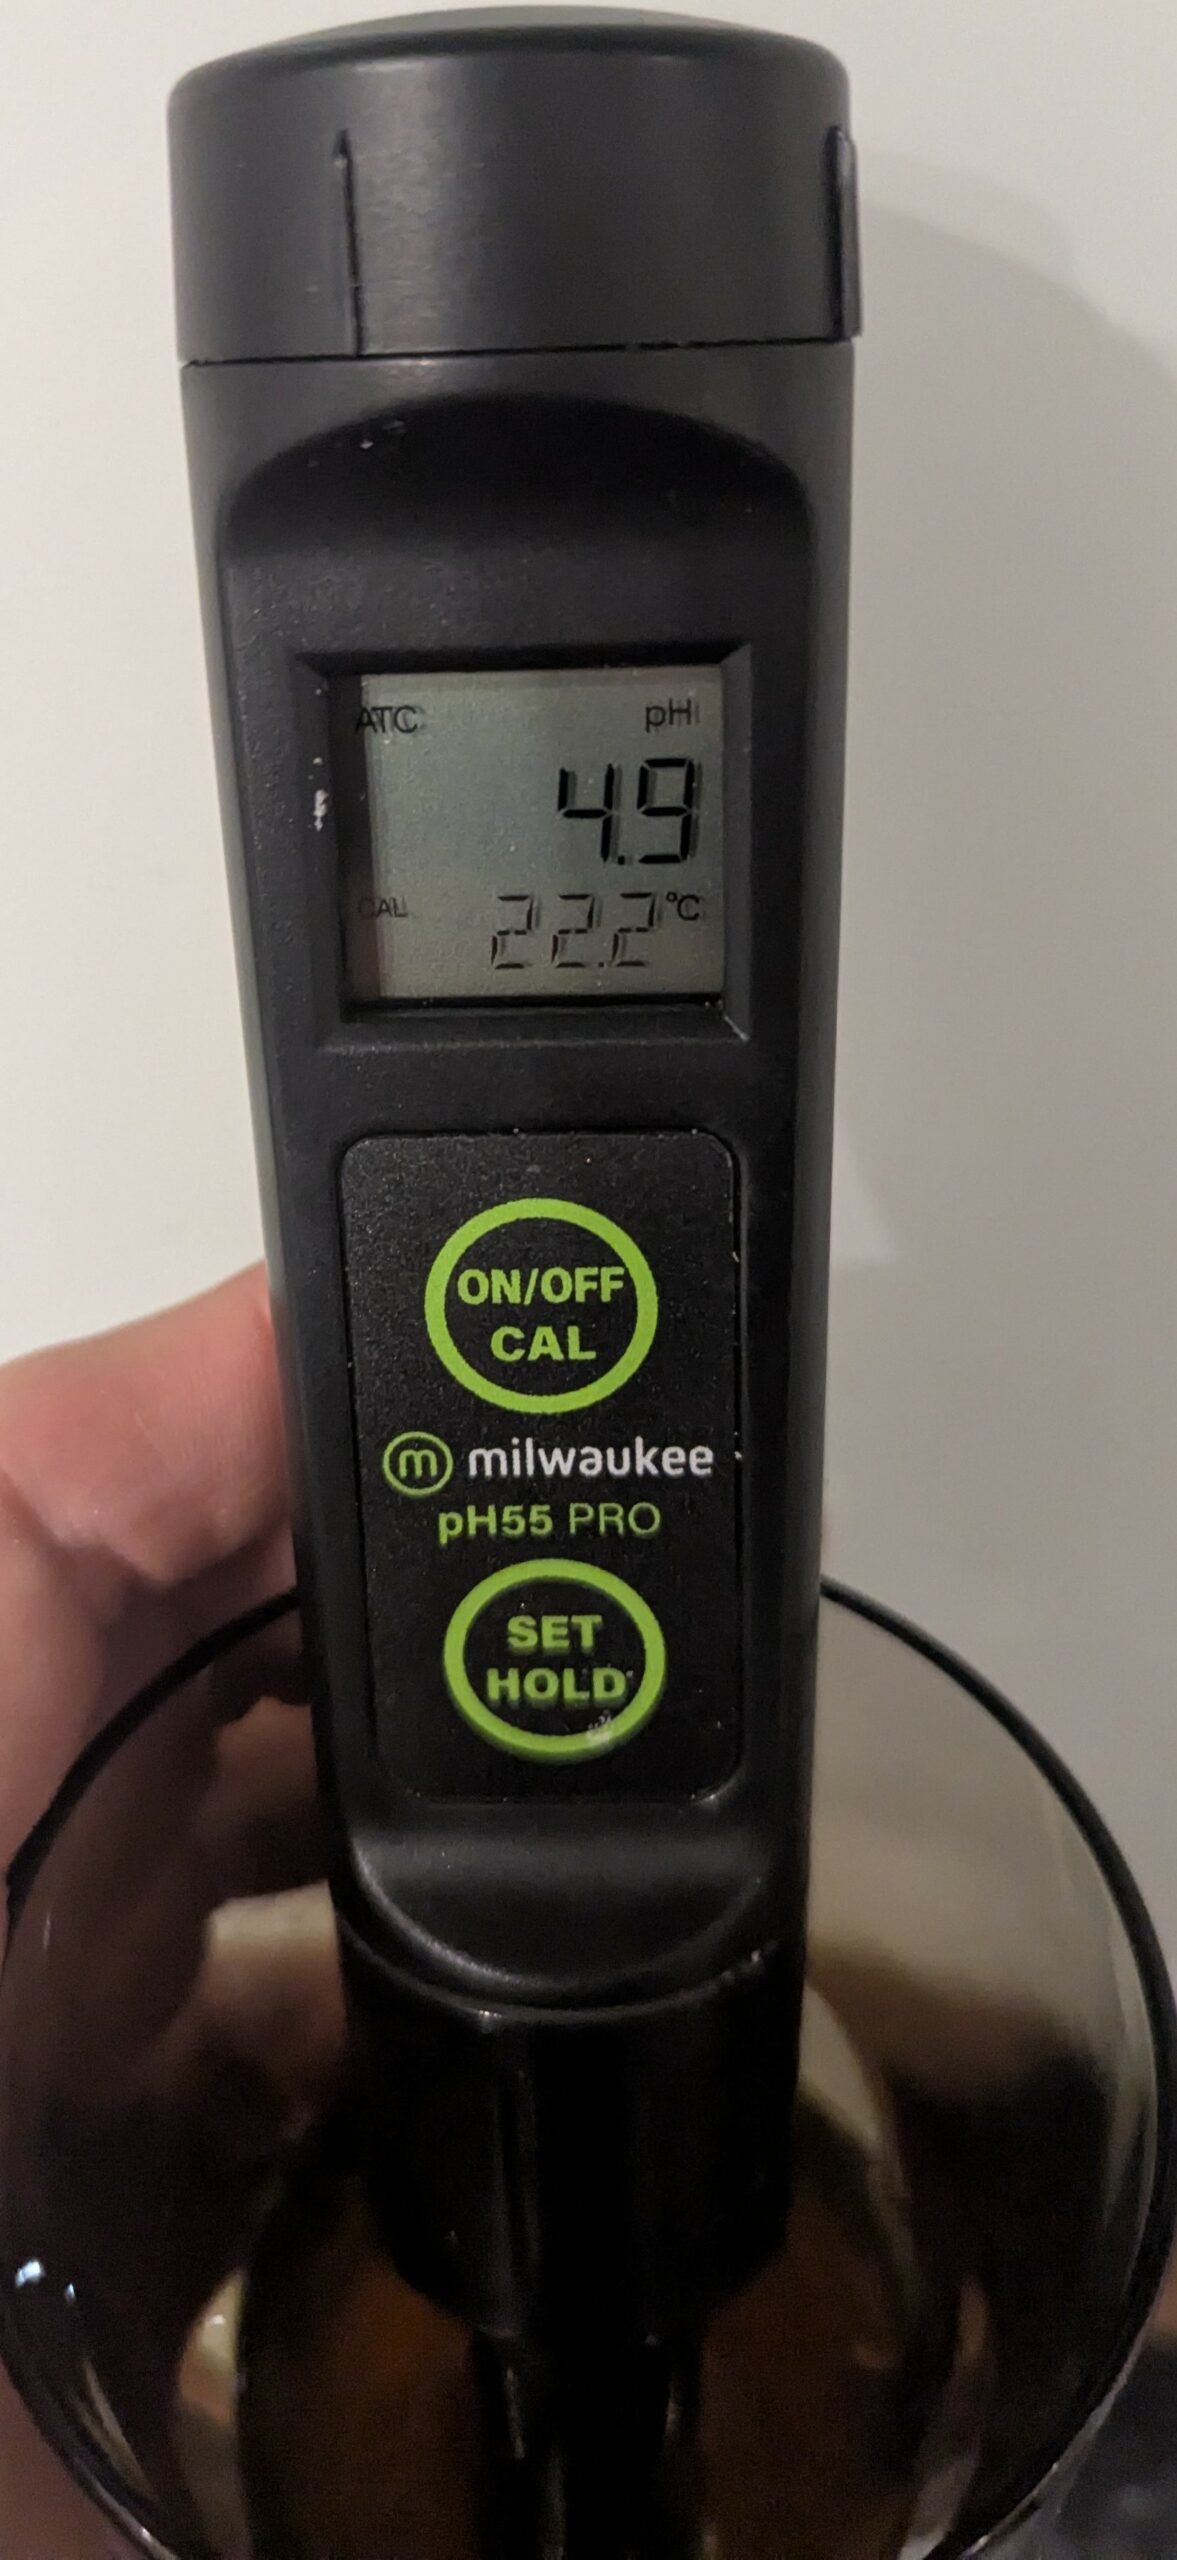 ATC pH
4.9
CAL 22.2 °C
ON/OFF
CAL
m milwaukee
pH55 PRO
SET
HOLD